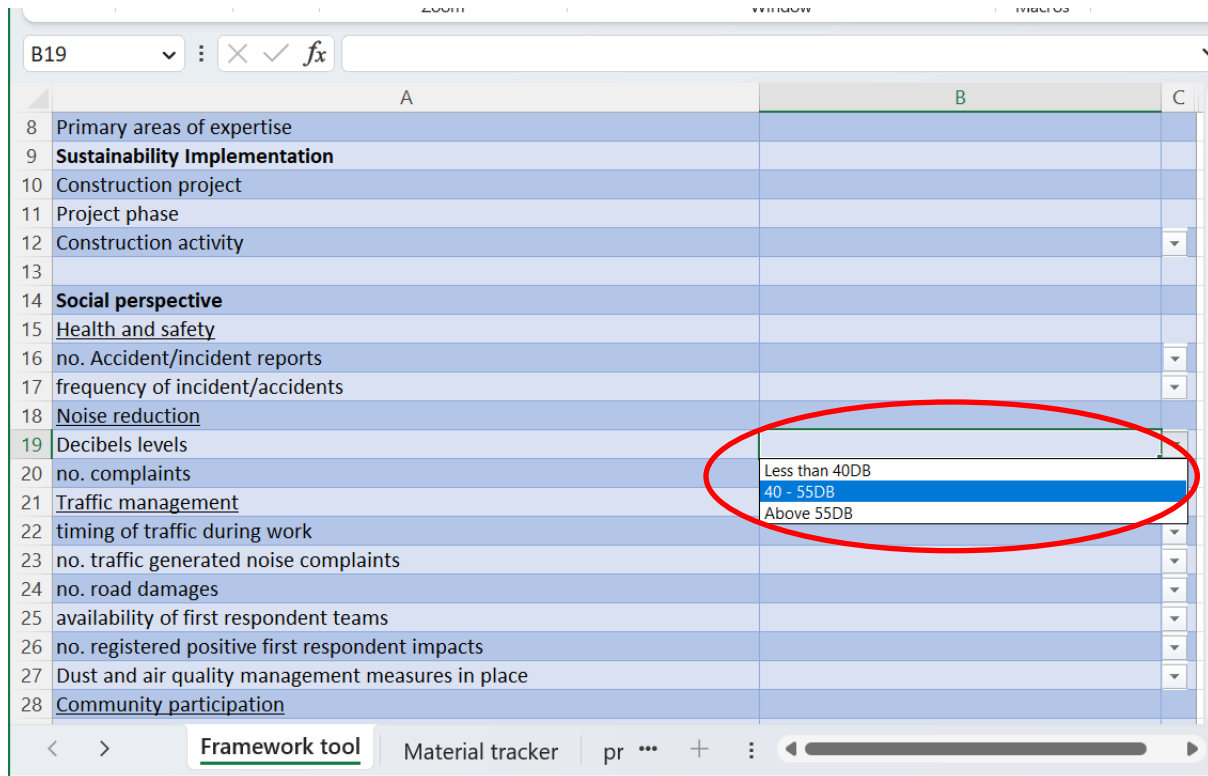 Zoom Window Macros
B19 fx
A B C
8 Primary areas of expertise
9 Sustainability Implementation
10 Construction project
11 Project phase
12 Construction activity
13
14 Social perspective
15 Health and safety
16 no. Accident/incident reports
17 frequency of incident/accidents
18 Noise reduction
19 Decibels levels
20 no. complaints
Less than 40DB
21 Traffic management
40 - 55DB
Above 55DB
22 timing of traffic during work
23 no. traffic generated noise complaints
24 no. road damages
25 availability of first respondent teams
26 no. registered positive first respondent impacts
27 Dust and air quality management measures in place
28 Community participation
Framework tool Material tracker pr ···